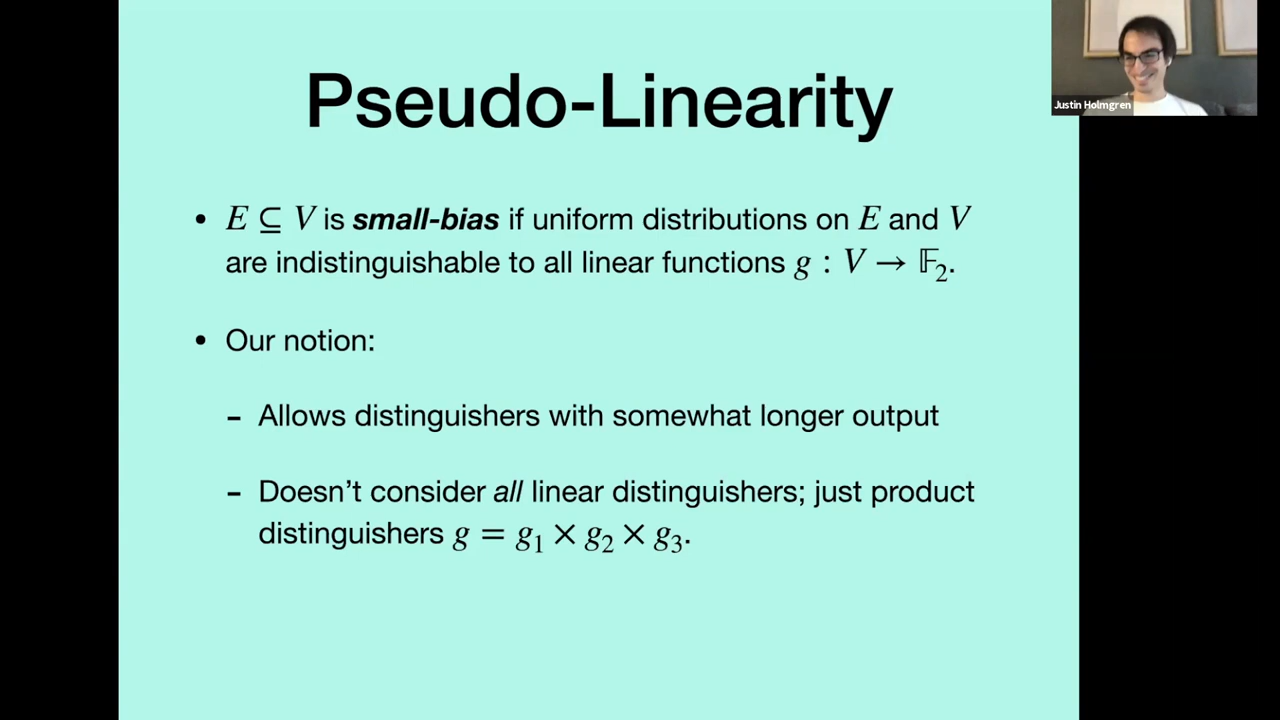 Pseudo-Linearity
Justin Holmgren
• E ⊆ V is small-bias if uniform distributions on E and V
are indistinguishable to all linear functions g : V → 𝔽₂.
• Our notion:
– Allows distinguishers with somewhat longer output
– Doesn’t consider all linear distinguishers; just product
distinguishers g = g₁ × g₂ × g₃.